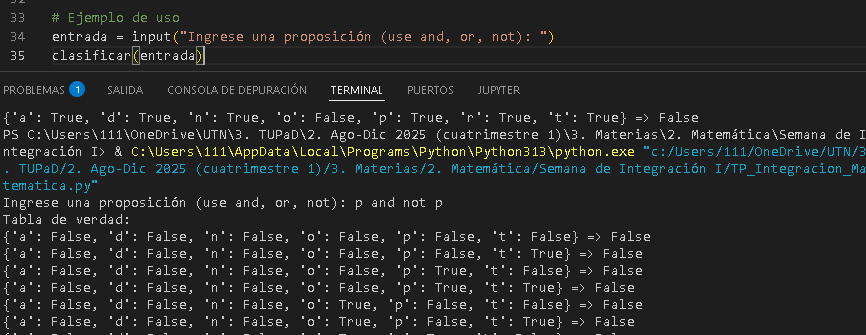 32
33 # Ejemplo de uso
34 entrada = input("Ingrese una proposición (use and, or, not): ")
35 clasificar(entrada)
PROBLEMAS 1 SALIDA CONSOLA DE DEPURACIÓN TERMINAL PUERTOS JUPYTER
{'a': True, 'd': True, 'n': True, 'o': False, 'p': True, 'r': True, 't': True} => False
PS C:\Users\111\OneDrive\UTN\3. TUPaD\2. Ago-Dic 2025 (cuatrimestre 1)\3. Materias\2. Matemática\Semana de I
ntegración I> & C:\Users\111\AppData\Local\Programs\Python\Python313\python.exe "c:/Users/111/OneDrive/UTN/3
. TUPaD/2. Ago-Dic 2025 (cuatrimestre 1)/3. Materias/2. Matemática/Semana de Integración I/TP_Integracion_Ma
tematica.py"
Ingrese una proposición (use and, or, not): p and not p
Tabla de verdad:
{'a': False, 'd': False, 'n': False, 'o': False, 'p': False, 't': False} => False
{'a': False, 'd': False, 'n': False, 'o': False, 'p': False, 't': True} => False
{'a': False, 'd': False, 'n': False, 'o': False, 'p': True, 't': False} => False
{'a': False, 'd': False, 'n': False, 'o': False, 'p': True, 't': True} => False
{'a': False, 'd': False, 'n': False, 'o': True, 'p': False, 't': False} => False
{'a': False, 'd': False, 'n': False, 'o': True, 'p': False, 't': True} => False